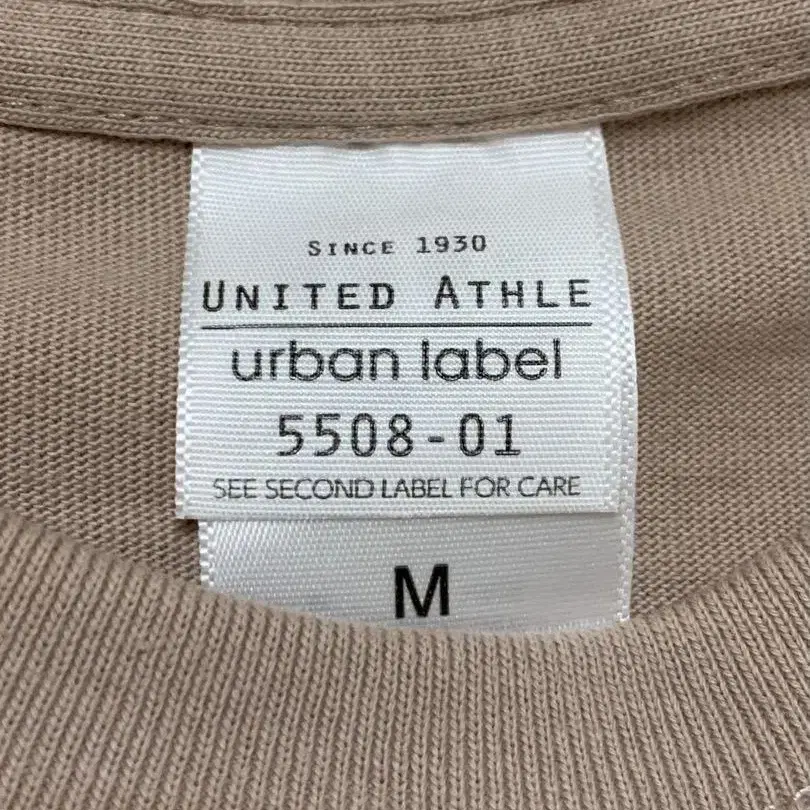 SINCE 1930
UNITED ATHLE
urban label
5508-01
SEE SECOND LABEL FOR CARE
M